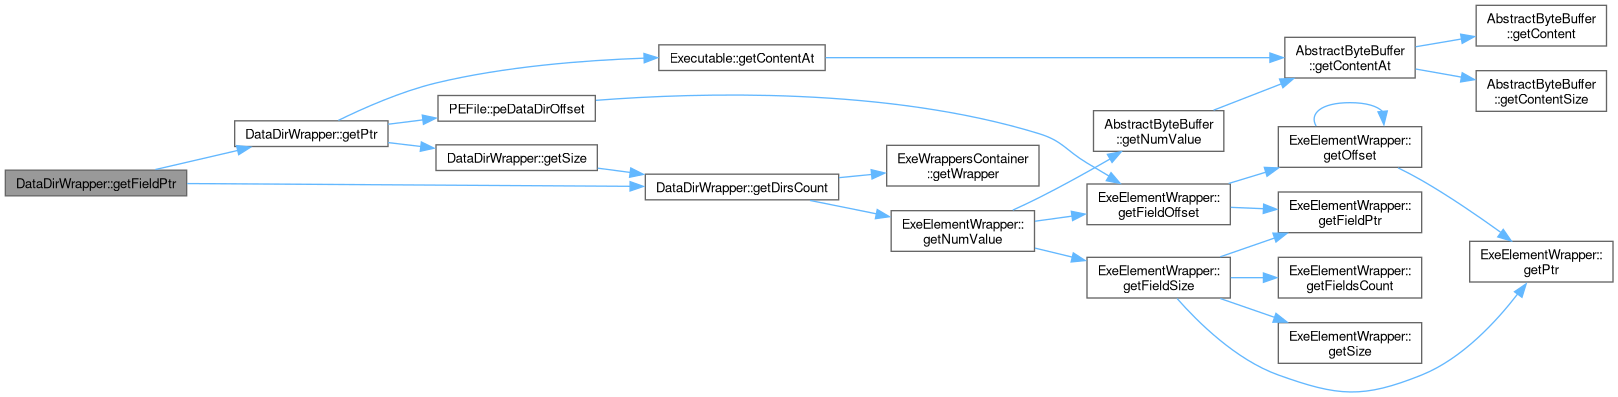 DataDirWrapper::getFieldPtr
DataDirWrapper::getPtr
Executable::getContentAt
PEFile::peDataDirOffset
DataDirWrapper::getSize
DataDirWrapper::getDirsCount
ExeWrappersContainer
::getWrapper
ExeElementWrapper::
getNumValue
AbstractByteBuffer
::getNumValue
ExeElementWrapper::
getFieldOffset
ExeElementWrapper::
getFieldSize
AbstractByteBuffer
::getContentAt
ExeElementWrapper::
getOffset
ExeElementWrapper::
getFieldPtr
ExeElementWrapper::
getFieldsCount
ExeElementWrapper::
getSize
AbstractByteBuffer
::getContent
AbstractByteBuffer
::getContentSize
ExeElementWrapper::
getPtr